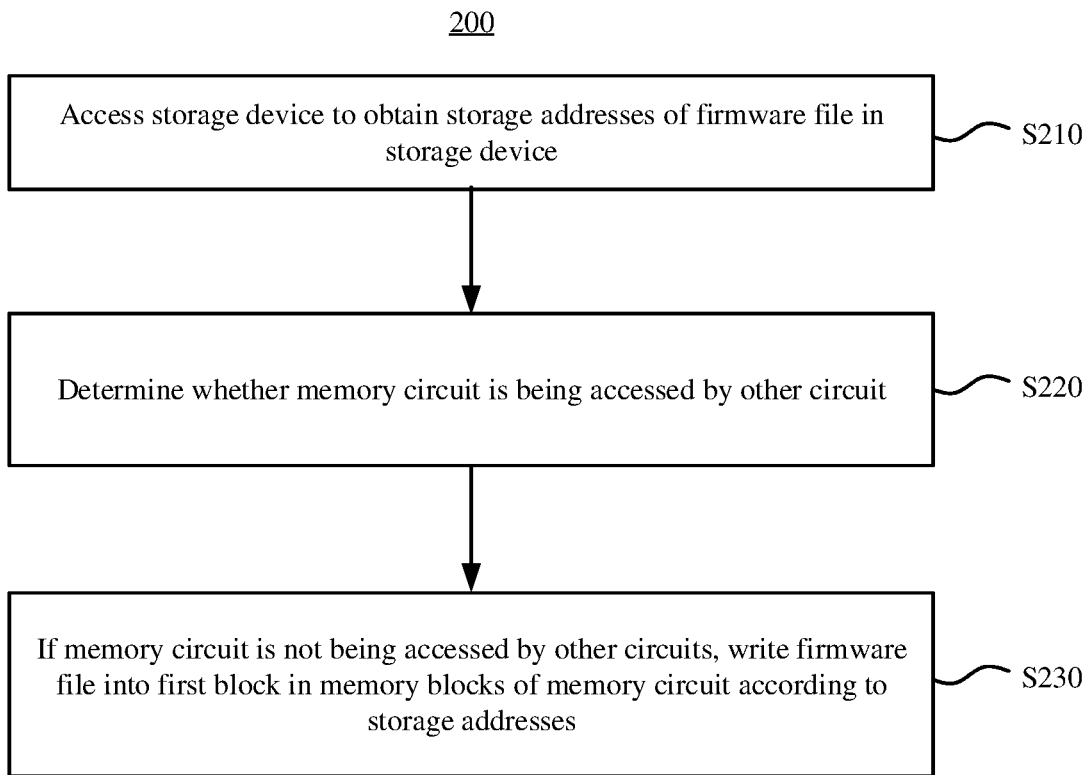 200
Access storage device to obtain storage addresses of firmware file in
storage device
S210
Determine whether memory circuit is being accessed by other circuit
S220
If memory circuit is not being accessed by other circuits, write firmware
file into first block in memory blocks of memory circuit according to
storage addresses
S230